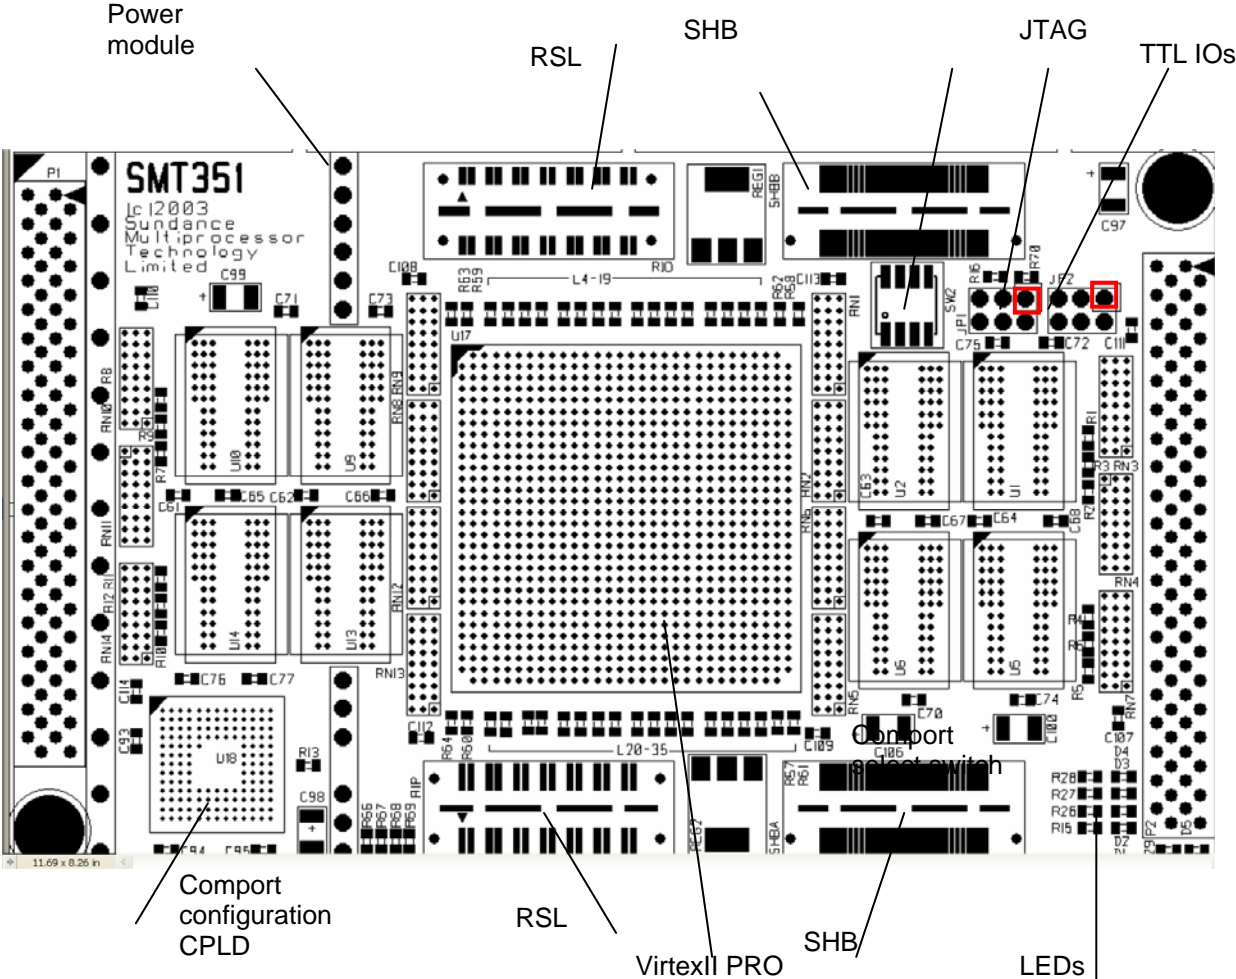 Power
module
RSL
SHB
JTAG
TTL IOs
P1
SMT351
(c)2003
Sundance
Multiprocessor
Technology
Limited
C99
C110
C71
C73
C108
R63
R59
L4-19
R10
REG1
SHBB
R62
R58
C113
RN1
SW2
R16
R70
JP2
JP1
C75
C72
C111
C97
U17
R8
RN10
R9
R7
U10
U9
RN9
RN8
RN2
C63
U2
U1
R1
R3
RN3
R2
C61
C65
C62
C66
C67
C64
C68
RN11
R11
R12
RN14
R10
U14
U13
RN12
RN13
RN6
RN5
U6
U5
RN4
R4
R6
R5
RN7
C114
C93
C76
C77
C112
R64
R60
L20-35
C109
C70
C74
C106
C100
C107
Comport
select switch
U18
R13
C98
R66
R67
R68
R69
R1P
REG2
SHBA
R57
R61
D4
D3
R28
R27
R26
R15
D2
P2
D5
C94
C95
11.69 x 8.26 in
Comport
configuration
CPLD
RSL
VirtexII PRO
SHB
LEDs